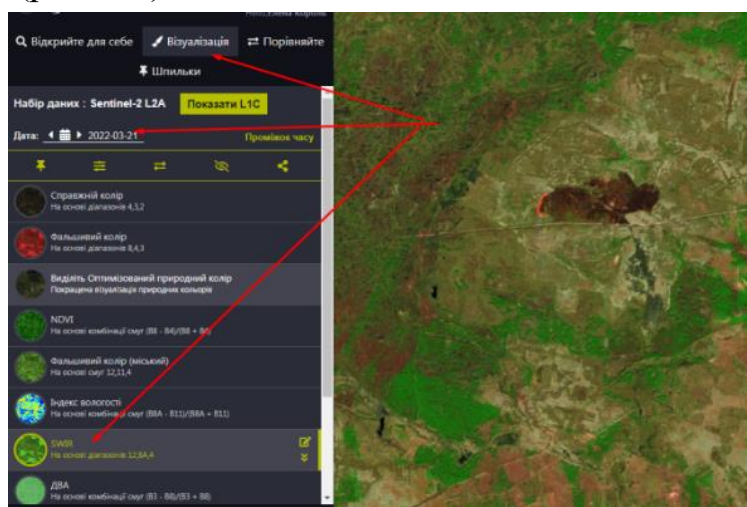 Елена Король
Відкрийте для себе Візуалізація Порівняйте
Шпильки
Набір даних : Sentinel-2 L2A Показати L1C
Дата: 2022-03-21 Проміжок часу
Справжній колір
На основі діапазонів 4,3,2
Фальшивий колір
На основі діапазонів 8,4,3
Виділіть Оптимізований природний колір
Покращена візуалізація природних кольорів
NDVI
На основі комбінації смуг (B8 - B4)/(B8 + B4)
Фальшивий колір (міський)
На основі смуг 12,11,4
Індекс вологості
На основі комбінації смуг (B8A - B11)/(B8A + B11)
SWIR
На основі діапазонів 12,8A,4
ДВА
На основі комбінації смуг (B3 - B8)/(B3 + B8)